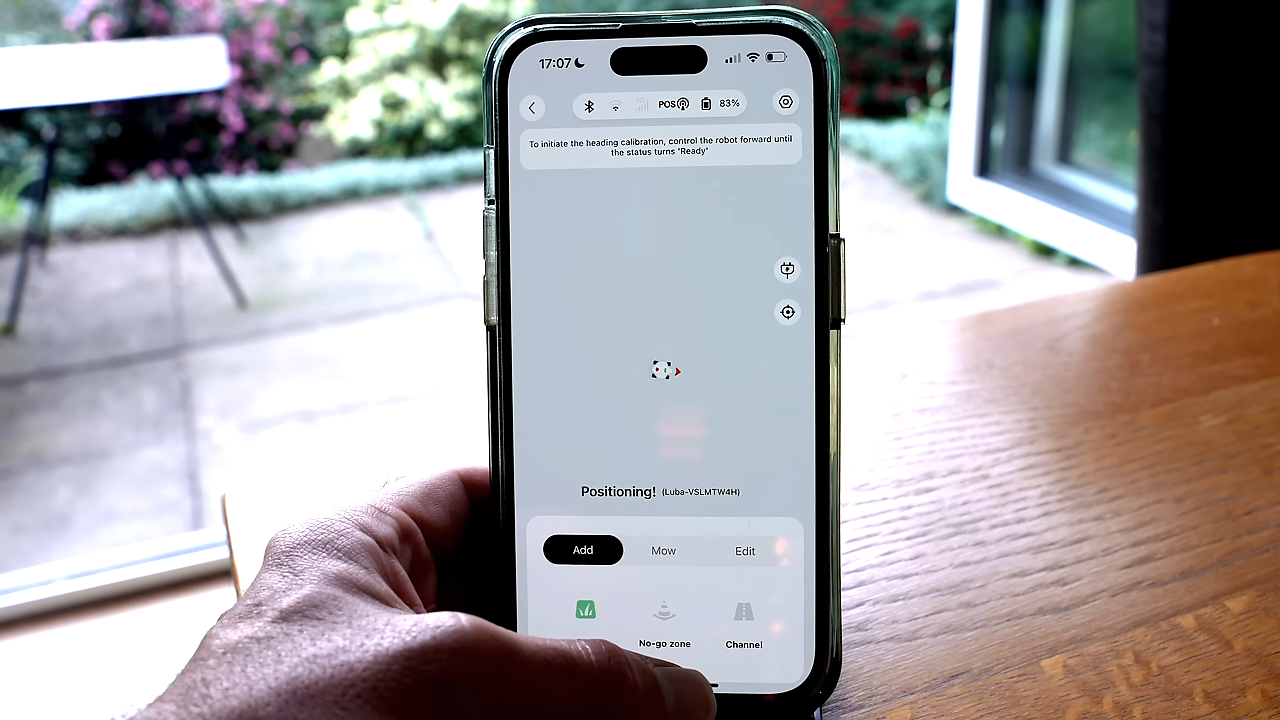 17:07
POS 83%
To initiate the heading calibration, control the robot forward until
the status turns "Ready"
Positioning! (Luba-VSLMTW4H)
Add Mow Edit
No-go zone Channel